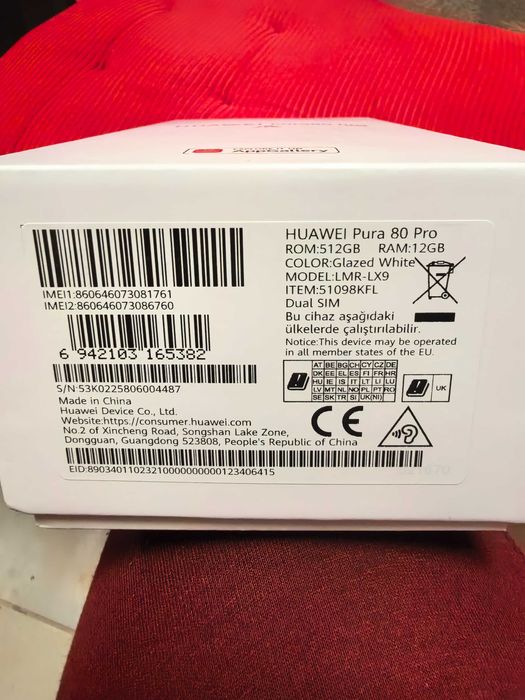 AppGallery
IMEI1:860646073081761
IMEI2:860646073086760
6 942103 165382
S/N:53K0225806004487
Made in China
Huawei Device Co., Ltd.
Website:https://consumer.huawei.com
No.2 of Xincheng Road, Songshan Lake Zone,
Dongguan, Guangdong 523808, People's Republic of China
EID:89034011023210000000000123406415
HUAWEI Pura 80 Pro
ROM:512GB RAM:12GB
COLOR:Glazed White
MODEL:LMR-LX9
ITEM:51098KFL
Dual SIM
Bu cihaz aşağıdaki
ülkelerde çalıştırılabilir.
Notice:This device may be operated
in all member states of the EU.
AT BE BG CH CY CZ DE
DK EE EL ES FI FR HR
HU IE IS IT LT LI LU
LV MT NL NO PL PT RO
SE SK TR SI UK(NI)
UK
CE